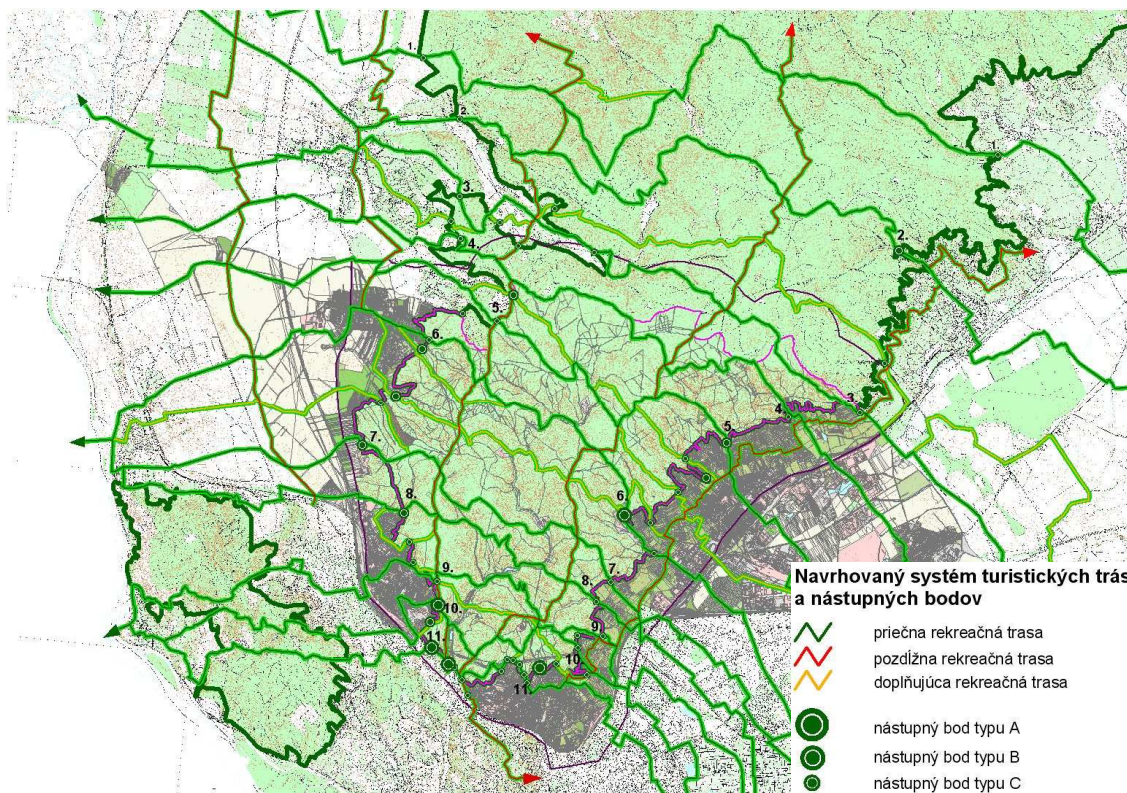 1.
2.
1.
3.
2.
4.
5.
6.
3.
4.
5.
7.
8.
6.
9.
7.
8.
10.
9.
11.
10.
11.
Navrhovaný systém turistických trás
a nástupných bodov
priečna rekreačná trasa
pozdĺžna rekreačná trasa
doplňujúca rekreačná trasa
nástupný bod typu A
nástupný bod typu B
nástupný bod typu C